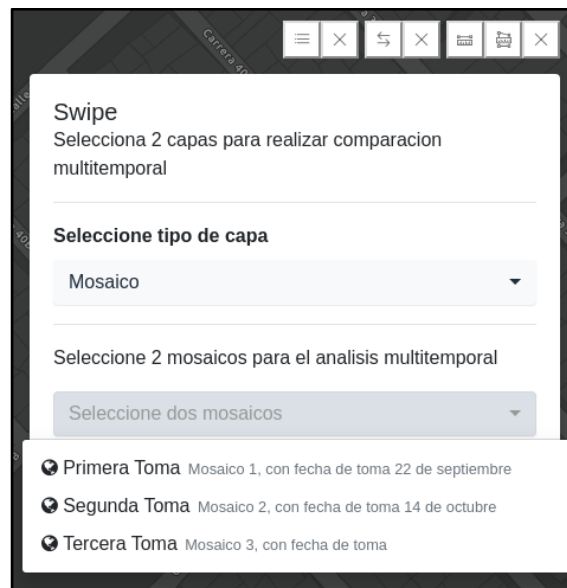 Carrera 40
alle
Swipe
Selecciona 2 capas para realizar comparacion
multitemporal
Seleccione tipo de capa
Mosaico
Seleccione 2 mosaicos para el analisis multitemporal
Seleccione dos mosaicos
Primera Toma Mosaico 1, con fecha de toma 22 de septiembre
Segunda Toma Mosaico 2, con fecha de toma 14 de octubre
Tercera Toma Mosaico 3, con fecha de toma